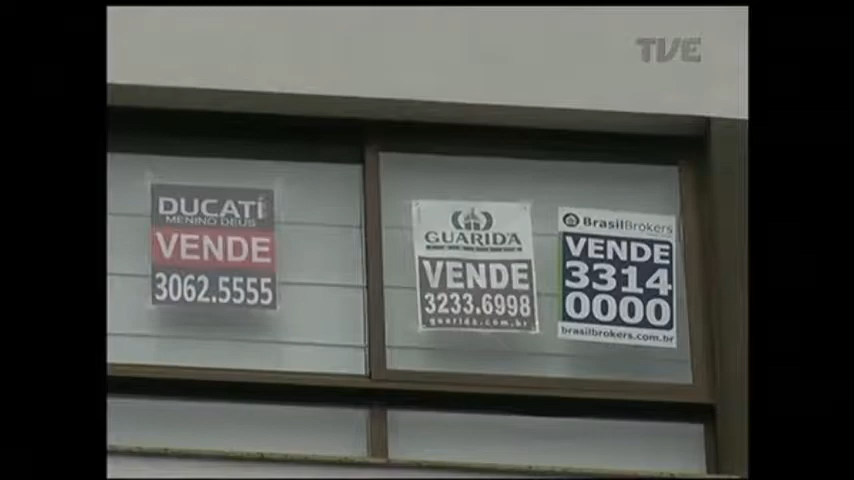 TVE
DUCATI
MENINO DEUS
VENDE
3062.5555
GUARIDA
VENDE
3233.6998
guarida.com.br
BrasilBrokers
VENDE
3314
0000
brasilbrokers.com.br